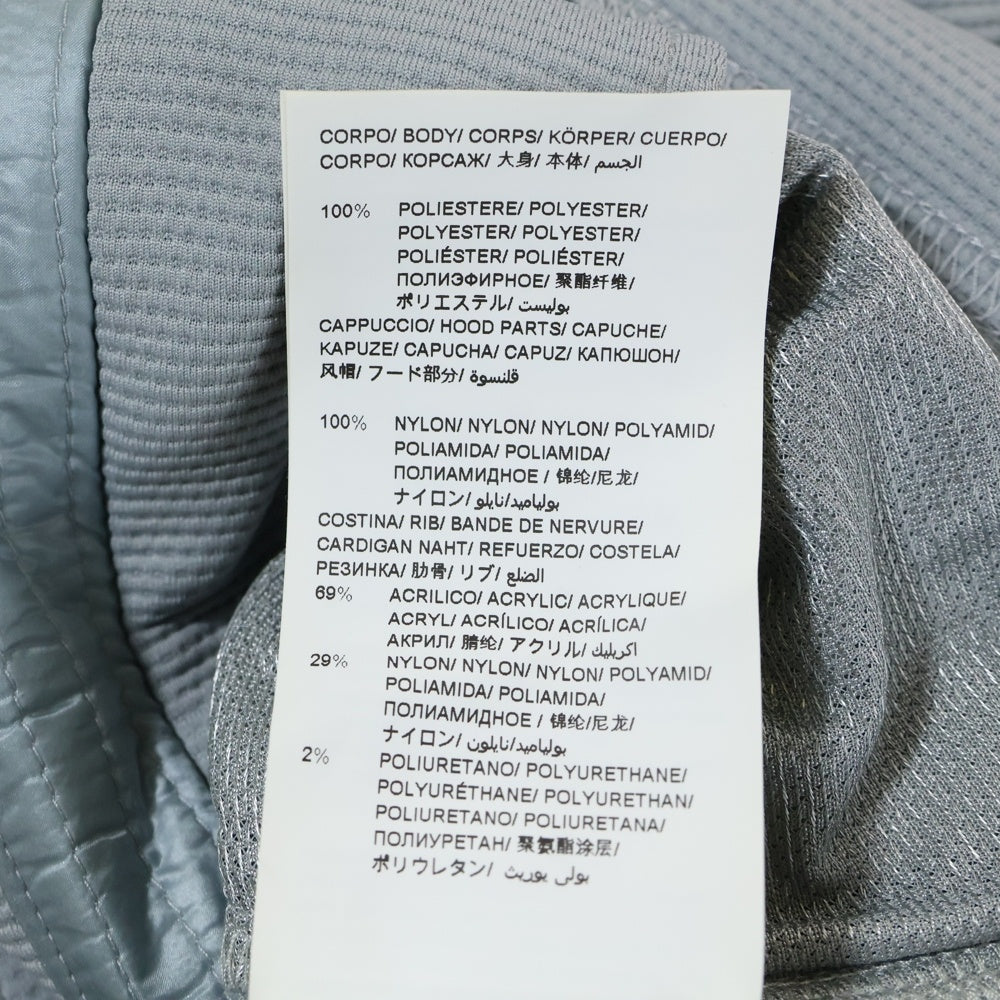 CORPO/ BODY/ CORPS/ KÖRPER/ CUERPO/
CORPO/ КОРСАЖ/ 大身/ 本体/ الجسم
100% POLIESTERE/ POLYESTER/
POLYESTER/ POLYESTER/
POLIÉSTER/ POLIÉSTER/
ПОЛИЭФИРНОЕ/ 聚酯纤维/
ポリエステル/ بوليست
CAPPUCCIO/ HOOD PARTS/ CAPUCHE/
KAPUZE/ CAPUCHA/ CAPUZ/ КАПЮШОН/
风帽/ フード部分/ قلنسوة
100% NYLON/ NYLON/ NYLON/ POLYAMID/
POLIAMIDA/ POLIAMIDA/
ПОЛИАМИДНОЕ / 锦纶/尼龙/
ナイロン/ بولياميد/نايلو
COSTINA/ RIB/ BANDE DE NERVURE/
CARDIGAN NAHT/ REFUERZO/ COSTELA/
РЕЗИНКА/ 肋骨/ リブ/ الضلع
69% ACRILICO/ ACRYLIC/ ACRYLIQUE/
ACRYL/ ACRÍLICO/ ACRÍLICA/
АКРИЛ/ 腈纶/ アクリル/ اكريليك
29% NYLON/ NYLON/ NYLON/ POLYAMID/
POLIAMIDA/ POLIAMIDA/
ПОЛИАМИДНОЕ / 锦纶/尼龙/
ナイロン/ بولياميد/نايلون
2% POLIURETANO/ POLYURETHANE/
POLYURÉTHANE/ POLYURETHAN/
POLIURETANO/ POLIURETANA/
ПОЛИУРЕТАН/ 聚氨酯涂层/
ポリウレタン/ بولى يوريث